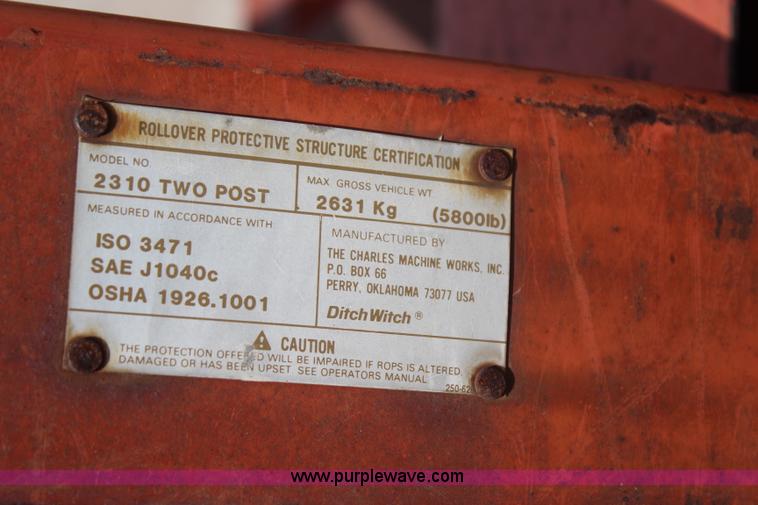 ROLLOVER PROTECTIVE STRUCTURE CERTIFICATION
MODEL NO.
2310 TWO POST
MAX. GROSS VEHICLE WT.
2631 Kg (5800lb)
MEASURED IN ACCORDANCE WITH
ISO 3471
SAE J1040c
OSHA 1926.1001
MANUFACTURED BY
THE CHARLES MACHINE WORKS, INC.
P.O. BOX 66
PERRY, OKLAHOMA 73077 USA
DitchWitch ®
CAUTION
THE PROTECTION OFFERED WILL BE IMPAIRED IF ROPS IS ALTERED
DAMAGED OR HAS BEEN UPSET SEE OPERATORS MANUAL
www.purplewave.com